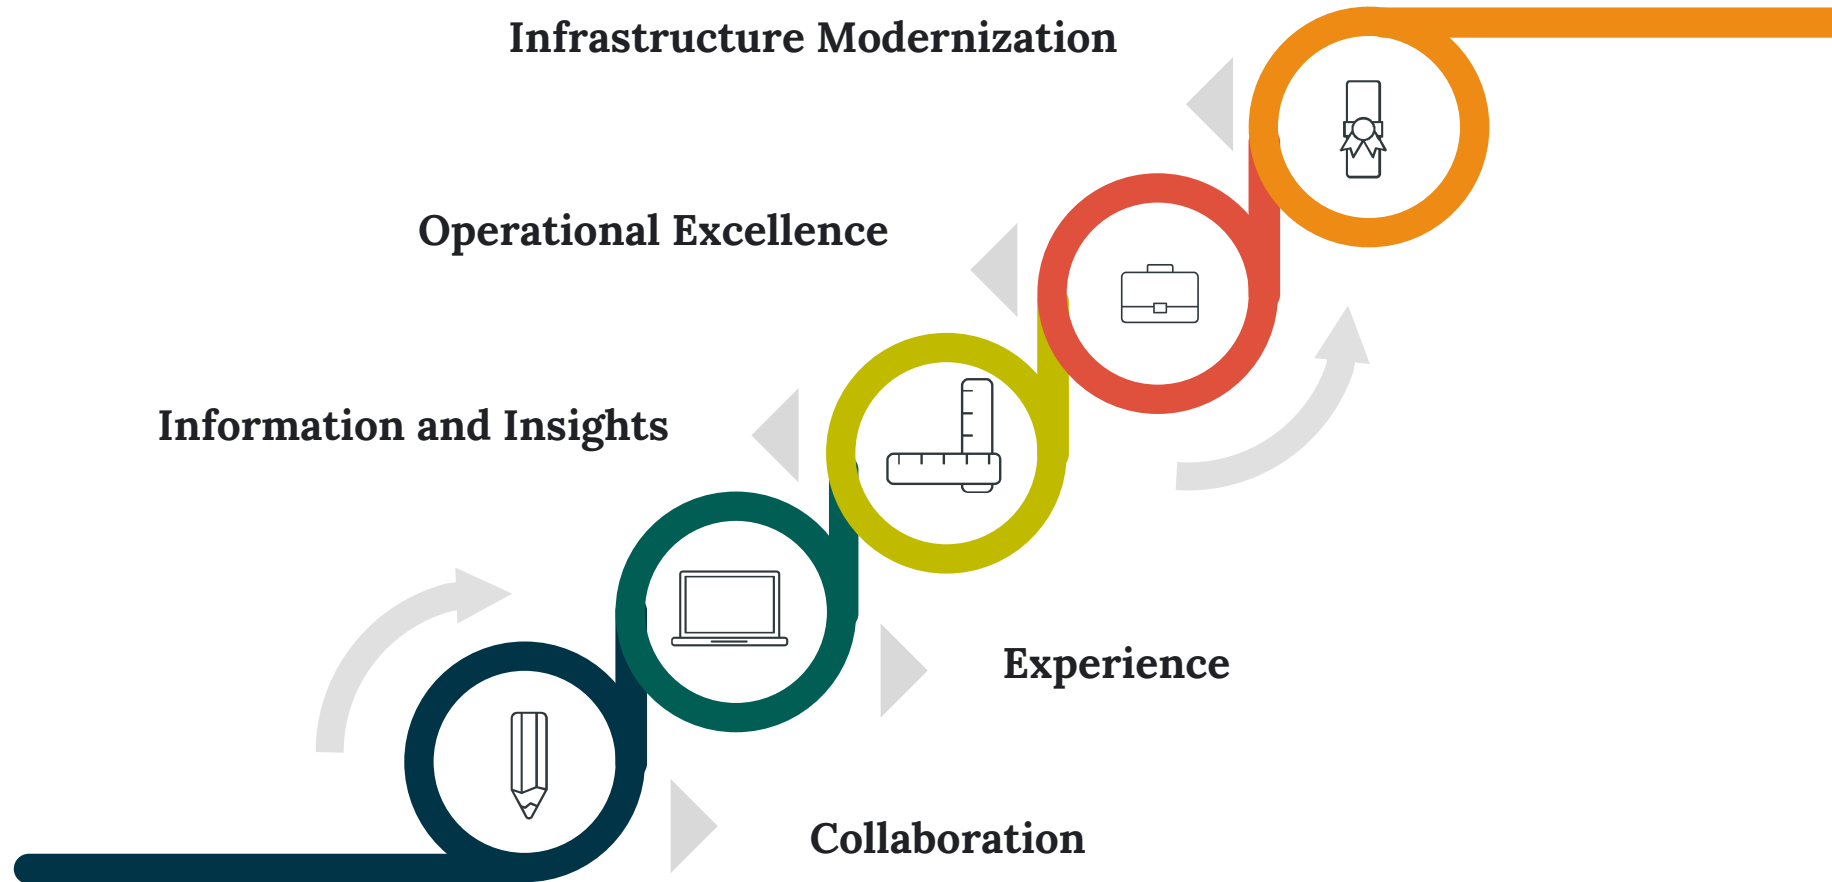 Infrastructure Modernization
Operational Excellence
Information and Insights
Experience
Collaboration